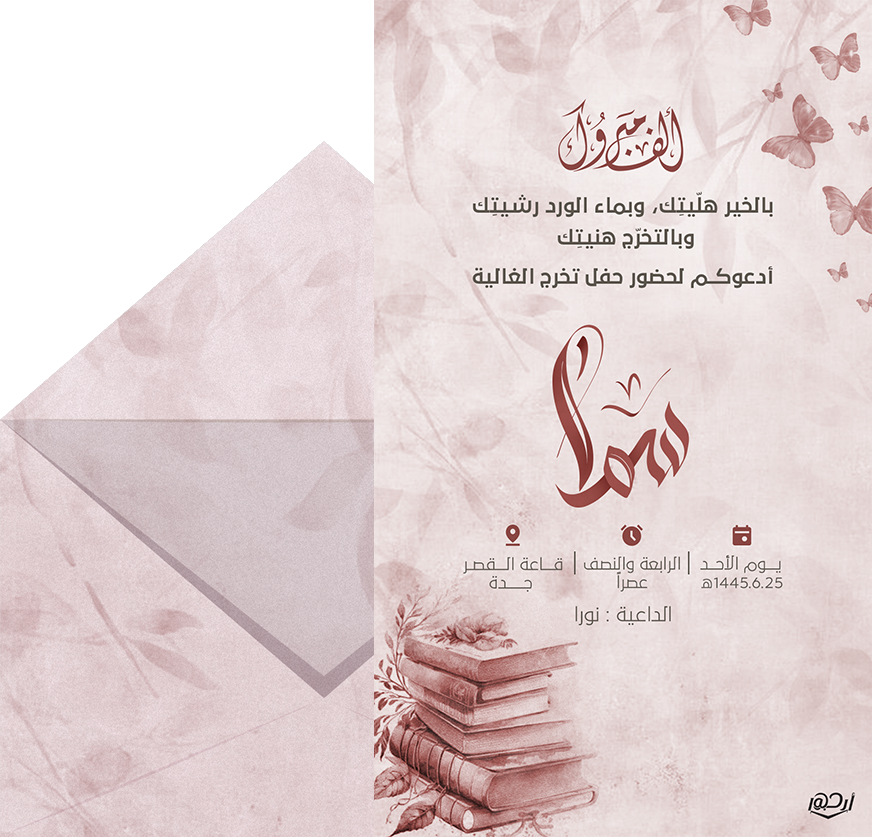 ألف مبروك
بالخير هلّيتِك، وبماء الورد رشيتِك
وبالتخرّج هنيتِك
أدعوكم لحضور حفل تخرج الغالية
سما
يوم الأحد | الرابعة والنصف | قاعة القصر
1445.6.25هـ عصراً جدة
الداعية : نورا